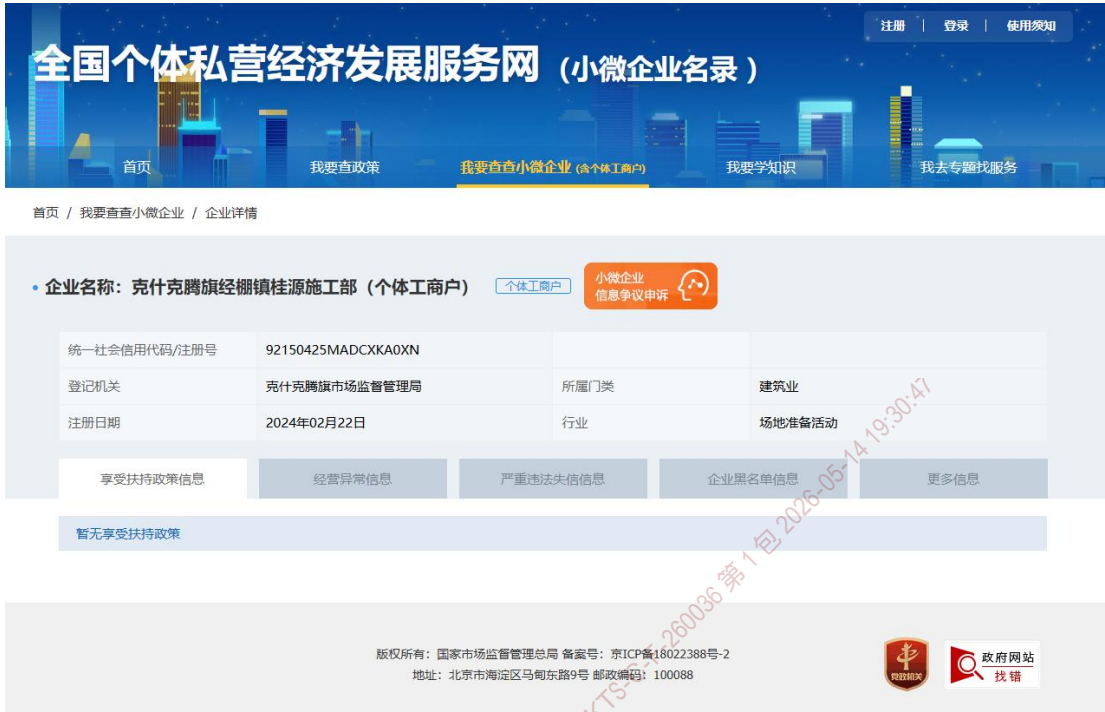 注册 | 登录 | 使用须知
全国个体私营经济发展服务网（小微企业名录）
首页 我要查政策 我要查查小微企业 (含个体工商户) 我要学知识 我去专题找服务
首页 / 我要查查小微企业 / 企业详情
企业名称：克什克腾旗经棚镇桂源施工部（个体工商户） 个体工商户 小微企业
信息争议申诉
统一社会信用代码/注册号 92150425MADCXKA0XN
登记机关 克什克腾旗市场监督管理局 所属门类 建筑业
注册日期 2024年02月22日 行业 场地准备活动
享受扶持政策信息 经营异常信息 严重违法失信信息 企业黑名单信息 更多信息
暂无享受扶持政策
版权所有：国家市场监督管理总局 备案号：京ICP备18022388号-2
地址：北京市海淀区马甸东路9号 邮政编码：100088
党政机关
政府网站
找错
KTS-C-F-260036 第 1 包 2026-05-14 19:30:47